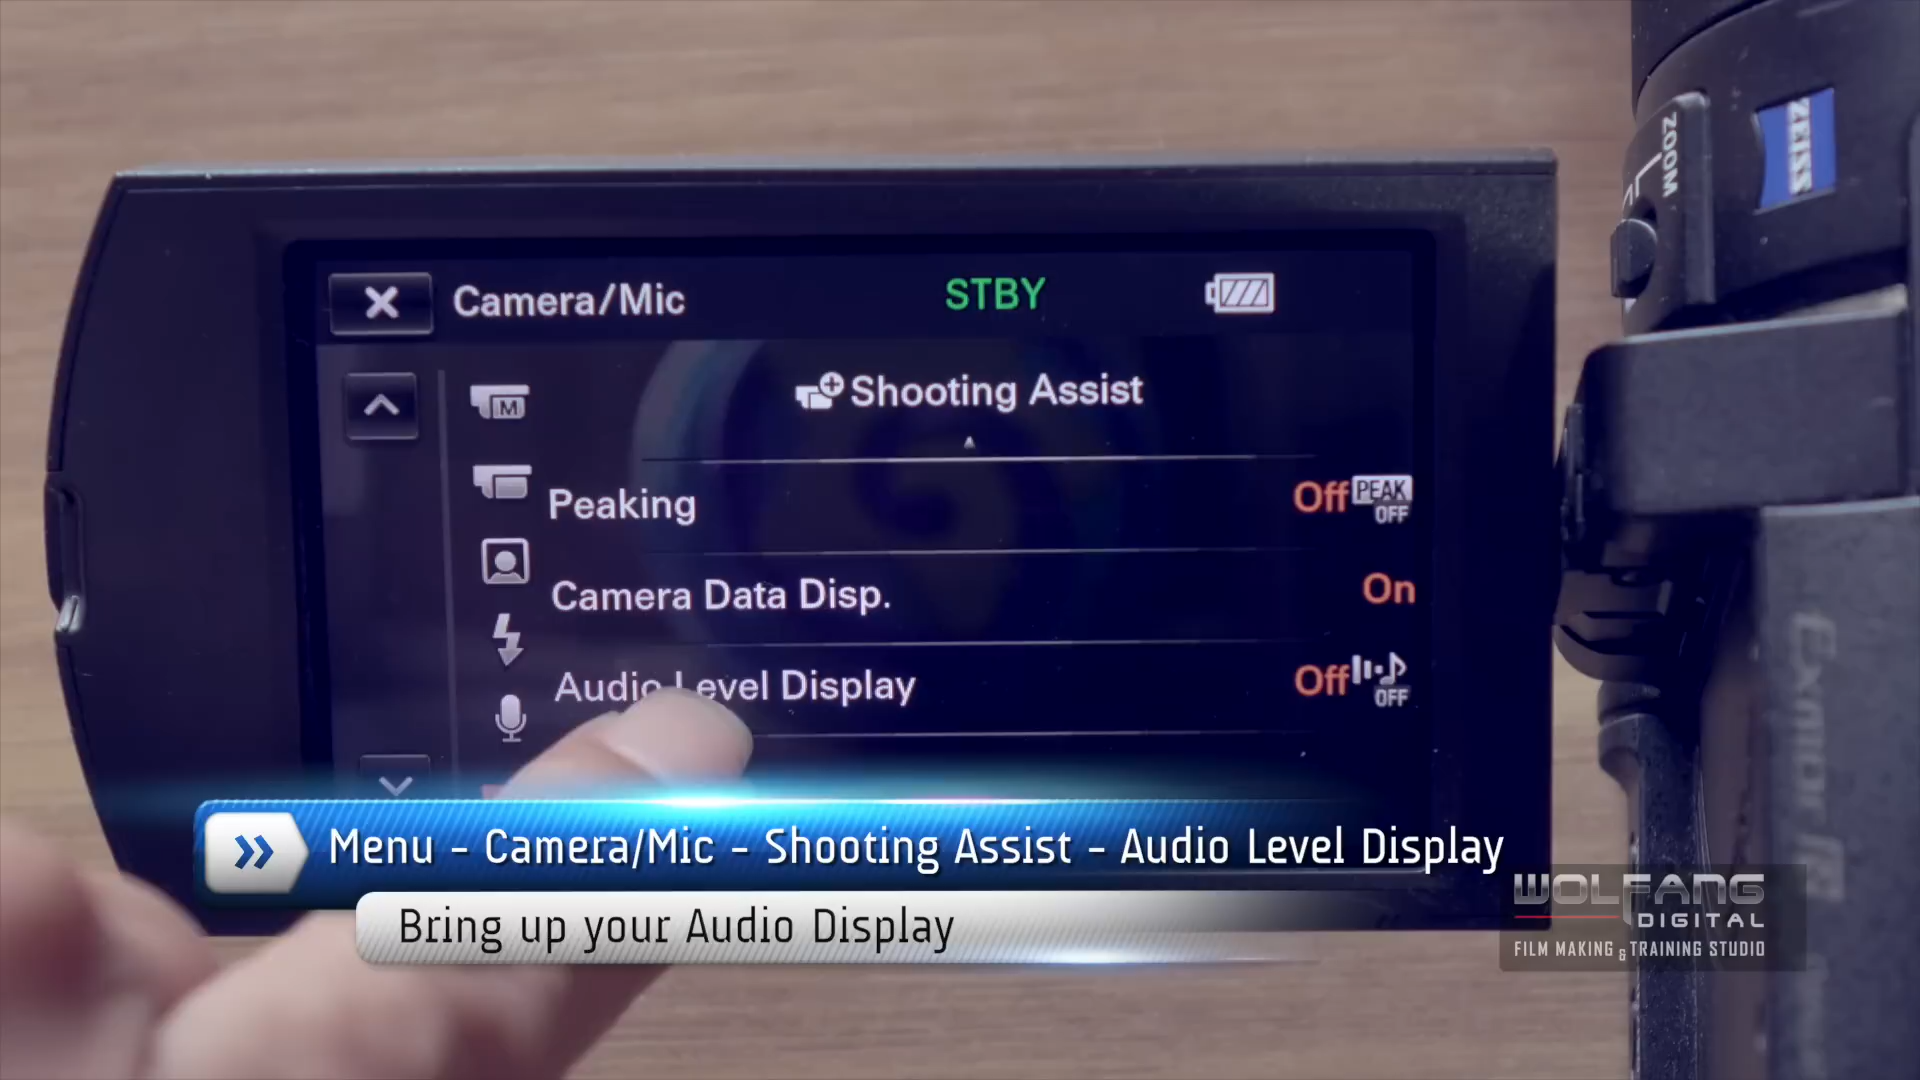 ZEISS
ZOOM
Camera/Mic
STBY
M
Shooting Assist
Peaking
Off PEAK OFF
Camera Data Disp.
On
Audio Level Display
Off OFF
Exmor R
Menu - Camera/Mic - Shooting Assist - Audio Level Display
Bring up your Audio Display
WOLFANG
DIGITAL
FILM MAKING & TRAINING STUDIO